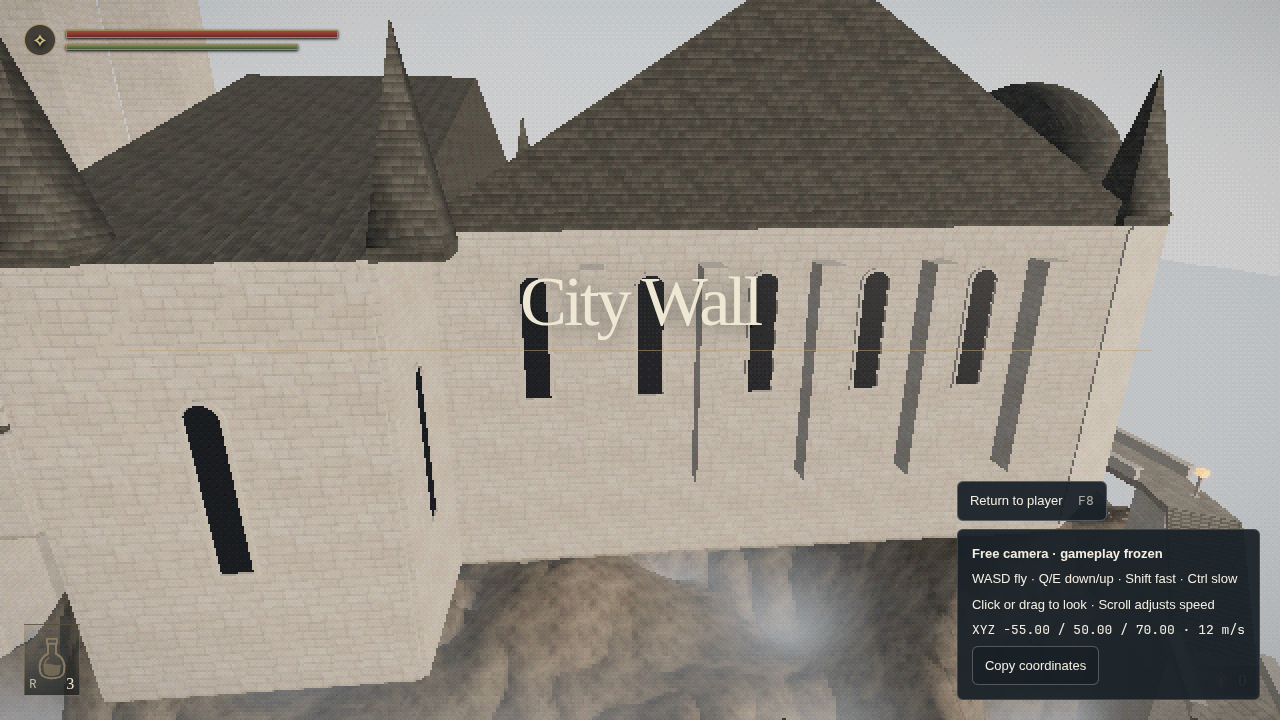 City Wall
Return to player F8
Free camera · gameplay frozen
WASD fly · Q/E down/up · Shift fast · Ctrl slow
Click or drag to look · Scroll adjusts speed
XYZ -55.00 / 50.00 / 70.00 · 12 m/s
Copy coordinates
R 3